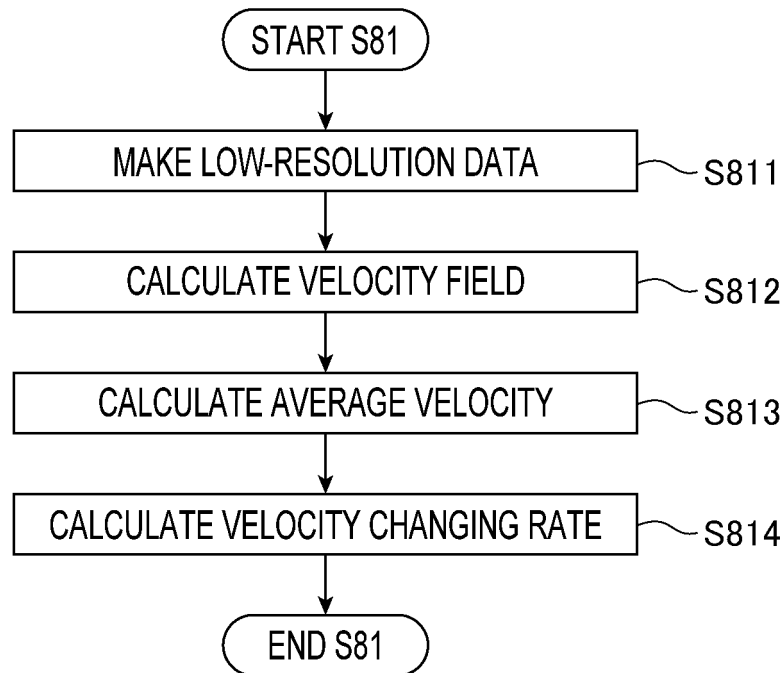 START S81
MAKE LOW-RESOLUTION DATA
S811
CALCULATE VELOCITY FIELD
S812
CALCULATE AVERAGE VELOCITY
S813
CALCULATE VELOCITY CHANGING RATE
S814
END S81